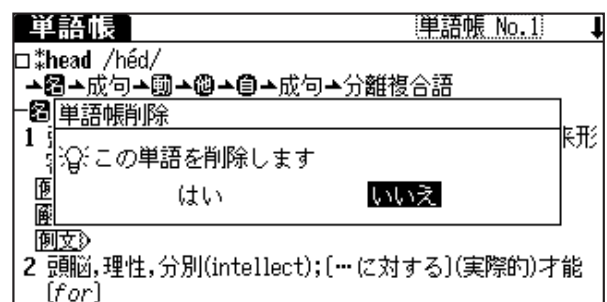 単語帳 単語帳 No.1 ⬇
□⁑head /héd/
➨名➨成句➨動➨他➨自➨成句➨分離複合語
名 単語帳削除
1 来形
この単語を削除します
はい いいえ
例
例文
2 頭脳,理性,分別(intellect);[…に対する](実際的)才能
[for]